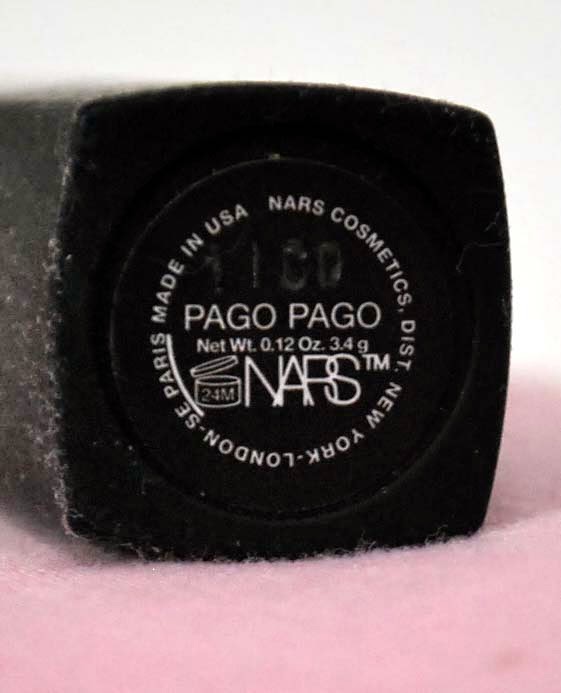 NARS COSMETICS, DIST. NEW YORK-LONDON-SE PARIS MADE IN USA
PAGO PAGO
Net Wt. 0.12 Oz. 3.4 g
24M NARS™